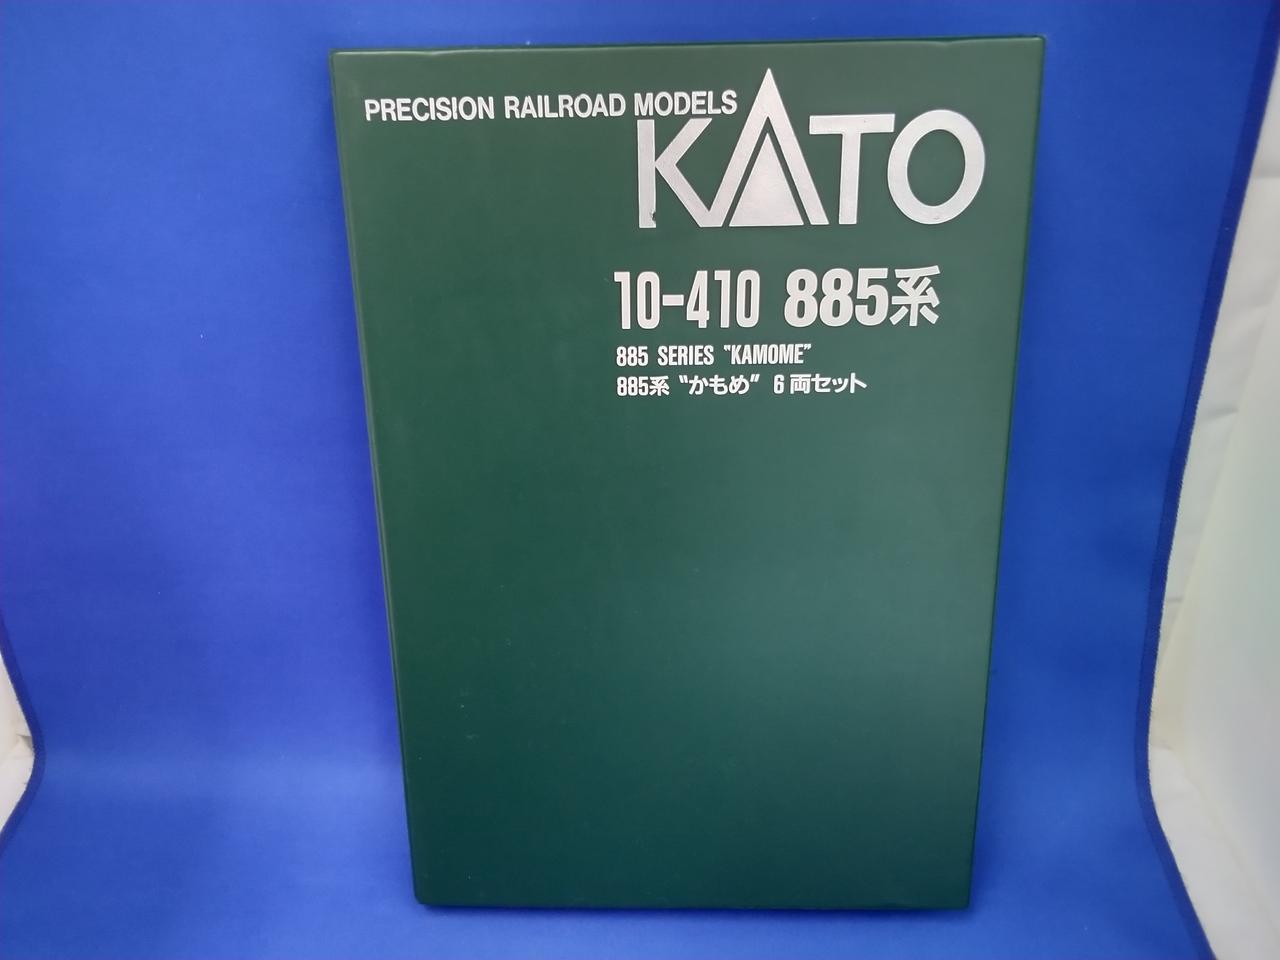 PRECISION RAILROAD MODELS
KATO
10-410 885系
885 SERIES "KAMOME"
885系 "かもめ" 6両セット